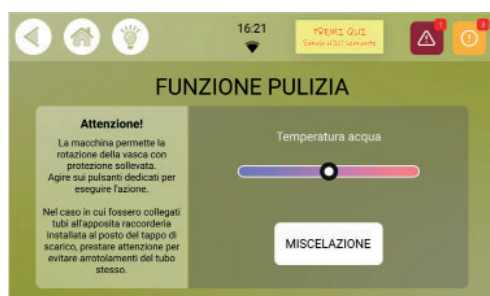 16:21
PREMI QUI
1
3
FUNZIONE PULIZIA
Attenzione!
La macchina permette la
rotazione della vasca con
protezione sollevata.
Agire sui pulsanti dedicati per
eseguire l'azione.
Nel caso in cui fossero collegati
tubi all'apposita raccorderia
installata al posto del tappo di
scarico, prestare attenzione per
evitare arrotolamenti del tubo
stesso.
Temperatura acqua
MISCELAZIONE